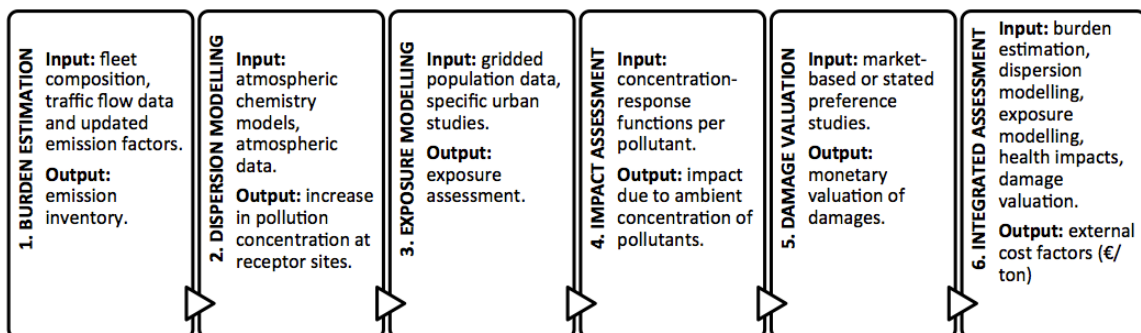 1. BURDEN ESTIMATION
Input: fleet
composition,
traffic flow data
and updated
emission factors.
Output:
emission
inventory.
2. DISPERSION MODELLING
Input:
atmospheric
chemistry
models,
atmospheric
data.
Output: increase
in pollution
concentration at
receptor sites.
3. EXPOSURE MODELLING
Input: gridded
population data,
specific urban
studies.
Output:
exposure
assessment.
4. IMPACT ASSESSMENT
Input:
concentration-
response
functions per
pollutant.
Output: impact
due to ambient
concentration of
pollutants.
5. DAMAGE VALUATION
Input: market-
based or stated
preference
studies.
Output:
monetary
valuation of
damages.
6. INTEGRATED ASSESSMENT
Input: burden
estimation,
dispersion
modelling,
exposure
modelling,
health impacts,
damage
valuation.
Output: external
cost factors (€/
ton)